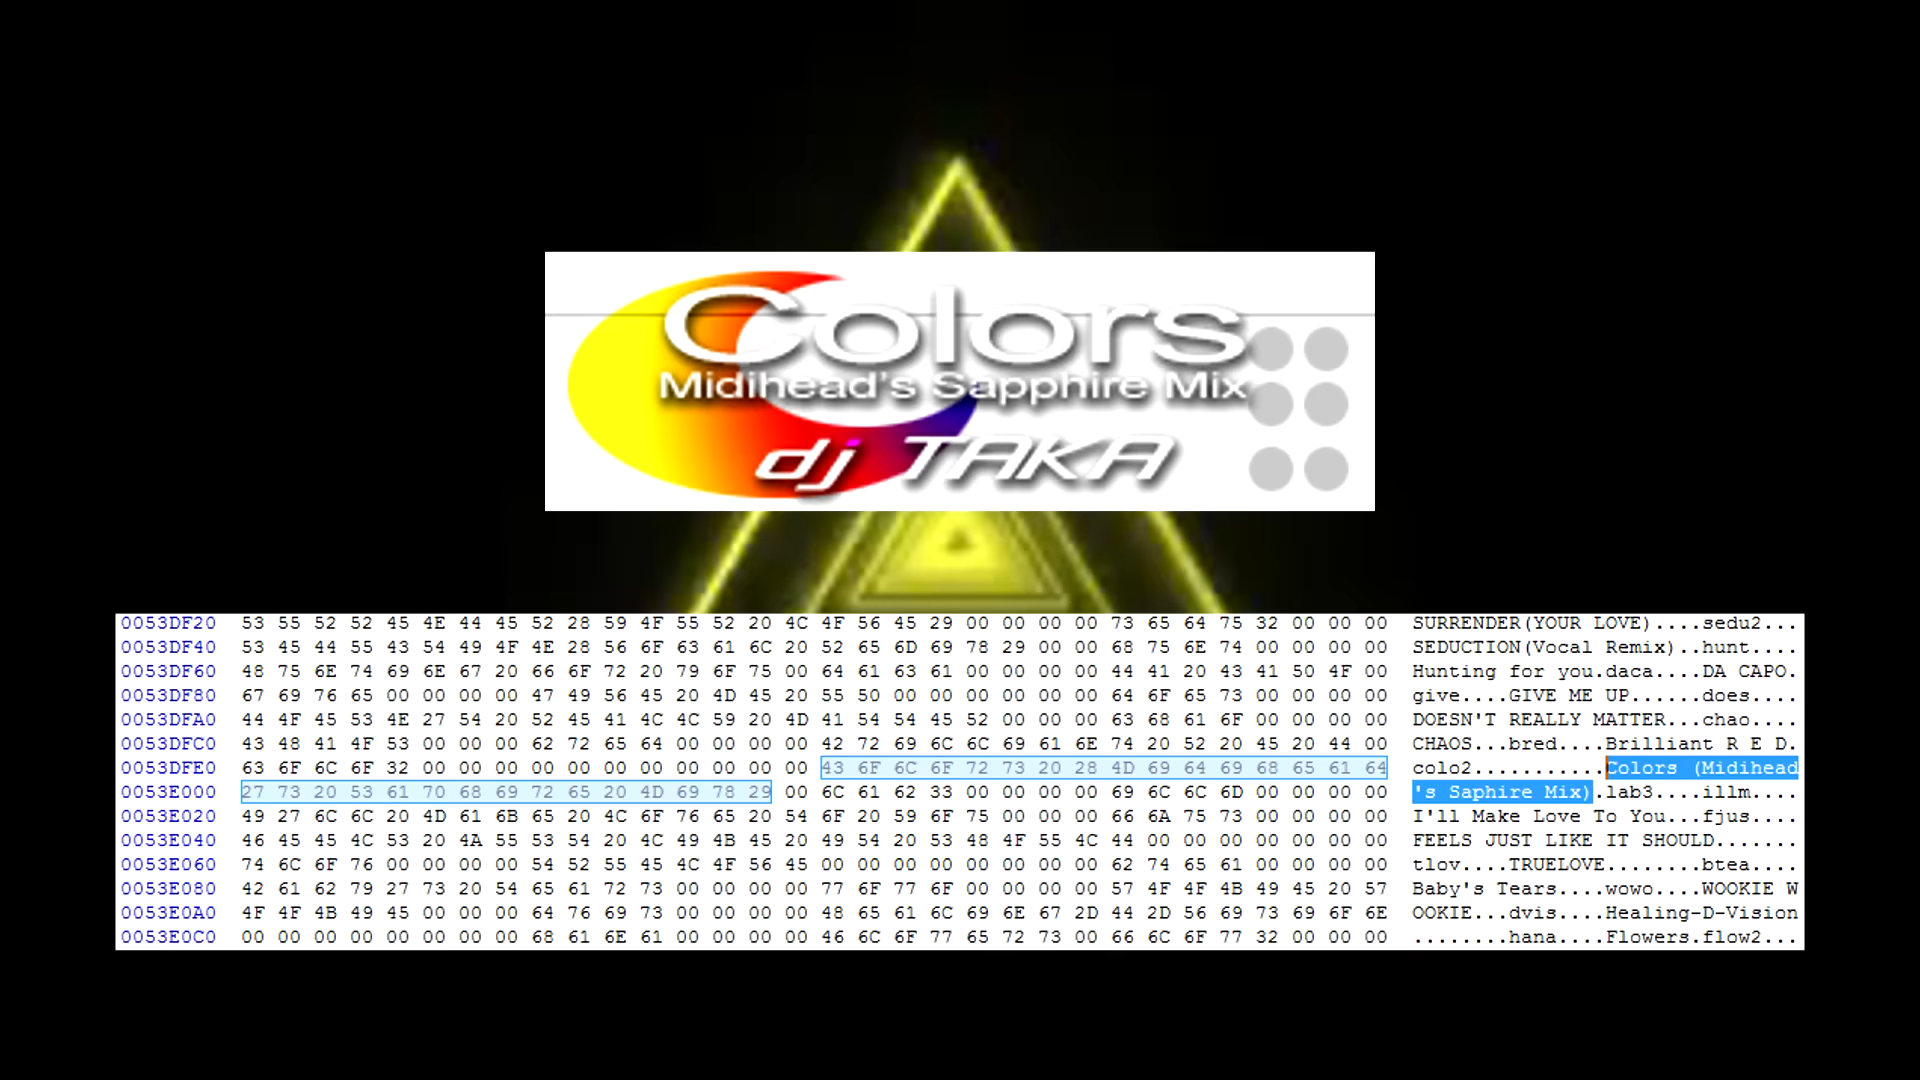 Colors
Midihead's Sapphire Mix
dj TAKA
0053DF20 53 55 52 52 45 4E 44 45 52 28 59 4F 55 52 20 4C 4F 56 45 29 00 00 00 00 73 65 64 75 32 00 00 00 SURRENDER(YOUR LOVE)....sedu2...
0053DF40 53 45 44 55 43 54 49 4F 4E 28 56 6F 63 61 6C 20 52 65 6D 69 78 29 00 00 68 75 6E 74 00 00 00 00 SEDUCTION(Vocal Remix)..hunt....
0053DF60 48 75 6E 74 69 6E 67 20 66 6F 72 20 79 6F 75 00 64 61 63 61 00 00 00 00 44 41 20 43 41 50 4F 00 Hunting for you.daca....DA CAPO.
0053DF80 67 69 76 65 00 00 00 00 47 49 56 45 20 4D 45 20 55 50 00 00 00 00 00 00 64 6F 65 73 00 00 00 00 give....GIVE ME UP......does....
0053DFA0 44 4F 45 53 4E 27 54 20 52 45 41 4C 4C 59 20 4D 41 54 54 45 52 00 00 00 63 68 61 6F 00 00 00 00 DOESN'T REALLY MATTER...chao....
0053DFC0 43 48 41 4F 53 00 00 00 62 72 65 64 00 00 00 00 42 72 69 6C 6C 69 61 6E 74 20 52 20 45 20 44 00 CHAOS...bred....Brilliant R E D.
0053DFE0 63 6F 6C 6F 32 00 00 00 00 00 00 00 00 00 00 00 43 6F 6C 6F 72 73 20 28 4D 69 64 69 68 65 61 64 colo2...........Colors (Midihead
0053E000 27 73 20 53 61 70 68 69 72 65 20 4D 69 78 29 00 6C 61 62 33 00 00 00 00 69 6C 6C 6D 00 00 00 00 's Saphire Mix).lab3....illm....
0053E020 49 27 6C 6C 20 4D 61 6B 65 20 4C 6F 76 65 20 54 6F 20 59 6F 75 00 00 00 66 6A 75 73 00 00 00 00 I'll Make Love To You...fjus....
0053E040 46 45 45 4C 53 20 4A 55 53 54 20 4C 49 4B 45 20 49 54 20 53 48 4F 55 4C 44 00 00 00 00 00 00 00 FEELS JUST LIKE IT SHOULD.......
0053E060 74 6C 6F 76 00 00 00 00 54 52 55 45 4C 4F 56 45 00 00 00 00 00 00 00 00 62 74 65 61 00 00 00 00 tlov....TRUELOVE........btea....
0053E080 42 61 62 79 27 73 20 54 65 61 72 73 00 00 00 00 77 6F 77 6F 00 00 00 00 57 4F 4F 4B 49 45 20 57 Baby's Tears....wowo....WOOKIE W
0053E0A0 4F 4F 4B 49 45 00 00 00 64 76 69 73 00 00 00 00 48 65 61 6C 69 6E 67 2D 44 2D 56 69 73 69 6F 6E OOKIE...dvis....Healing-D-Vision
0053E0C0 00 00 00 00 00 00 00 00 68 61 6E 61 00 00 00 00 46 6C 6F 77 65 72 73 00 66 6C 6F 77 32 00 00 00 ........hana....Flowers.flow2...